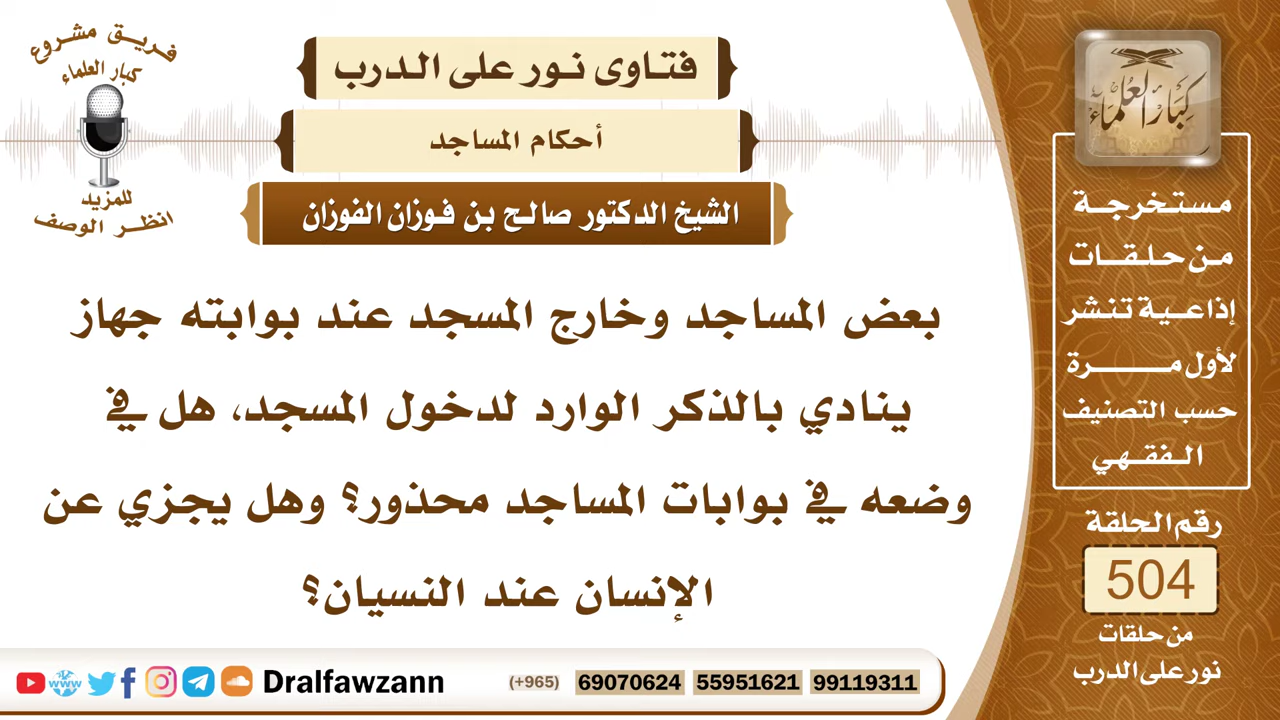 فريق مشروع
كبار العلماء
للمزيد
انظر الوصف
فتاوى نور على الدرب
أحكام المساجد
الشيخ الدكتور صالح بن فوزان الفوزان
بعض المساجد وخارج المسجد عند بوابته جهاز
ينادي بالذكر الوارد لدخول المسجد، هل في
وضعه في بوابات المساجد محذور؟ وهل يجزي عن
الإنسان عند النسيان؟
كبار العلماء
مستخرجة
من حلقات
إذاعية تنشر
لأول مرة
حسب التصنيف
الفقهي
رقم الحلقة
504
من حلقات
نور على الدرب
www Dralfawzann (+965) 69070624 55951621 99119311